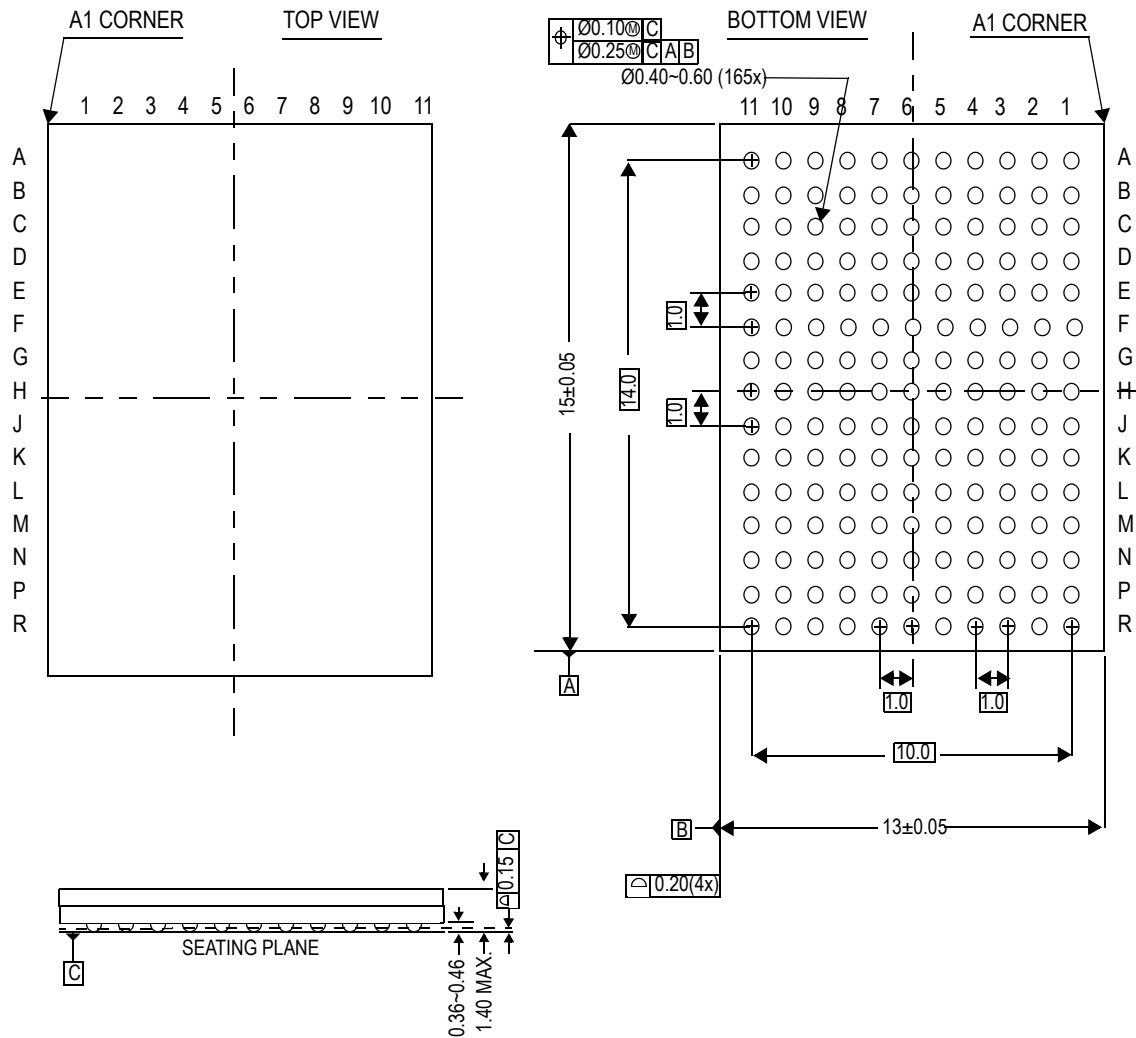 A1 CORNER
TOP VIEW
Ø0.10Ⓜ C
Ø0.25Ⓜ C A B
Ø0.40~0.60 (165x)
BOTTOM VIEW
A1 CORNER
1 2 3 4 5 6 7 8 9 10 11
11 10 9 8 7 6 5 4 3 2 1
A
B
C
D
E
F
G
H
J
K
L
M
N
P
R
15±0.05
14.0
1.0
1.0
A
B
C
D
E
F
G
H
J
K
L
M
N
P
R
A
1.0
1.0
10.0
B
13±0.05
0.20(4x)
0.15 C
SEATING PLANE
C
0.36~0.46
1.40 MAX.